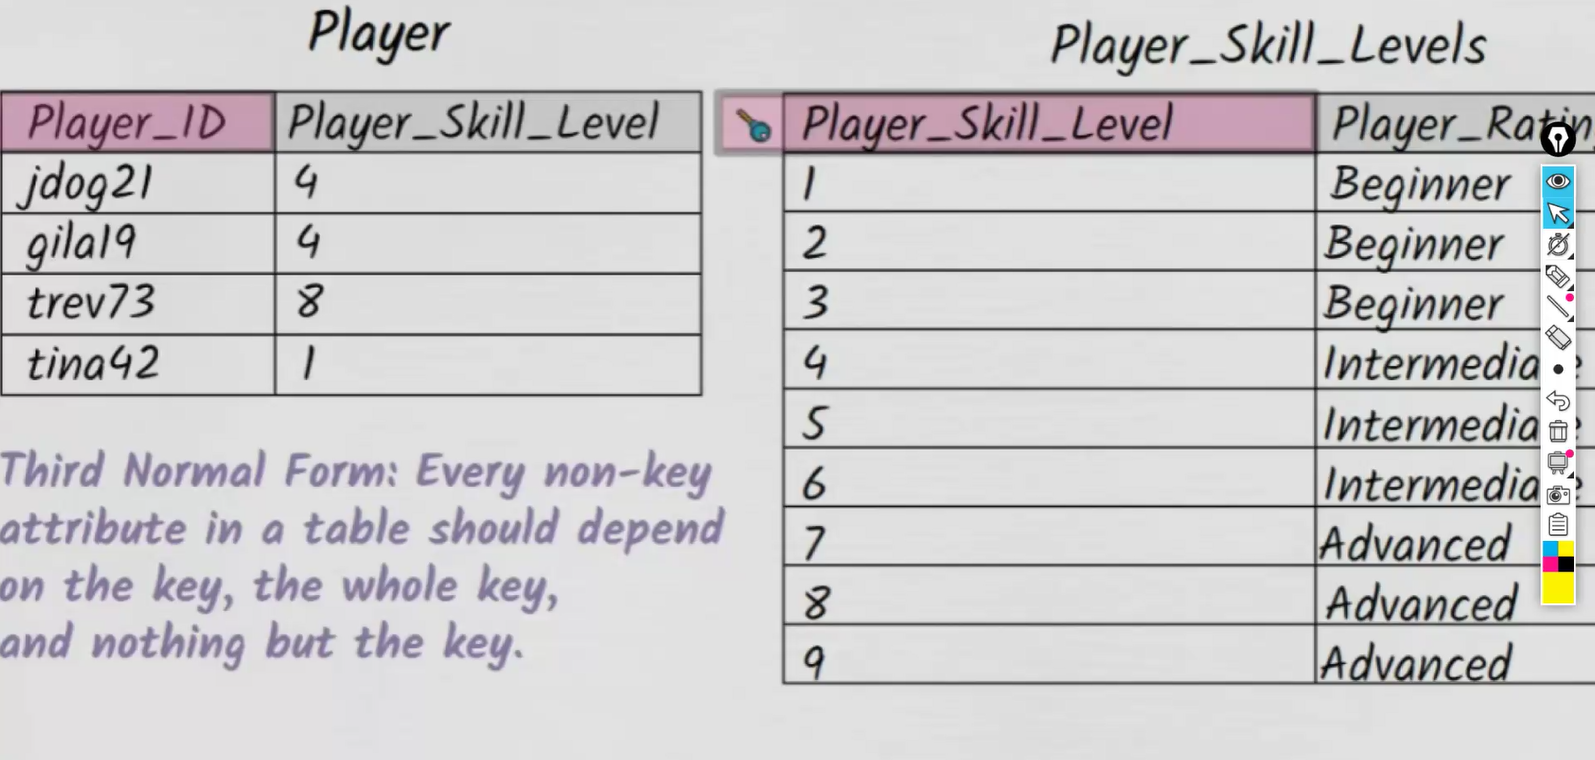 Player
Player_ID Player_Skill_Level
jdog21 4
gila19 4
trev73 8
tina42 1
Third Normal Form: Every non-key
attribute in a table should depend
on the key, the whole key,
and nothing but the key.
Player_Skill_Levels
Player_Skill_Level
1 Beginner
2 Beginner
3 Beginner
4
5
6
7 Advanced
8 Advanced
9 Advanced